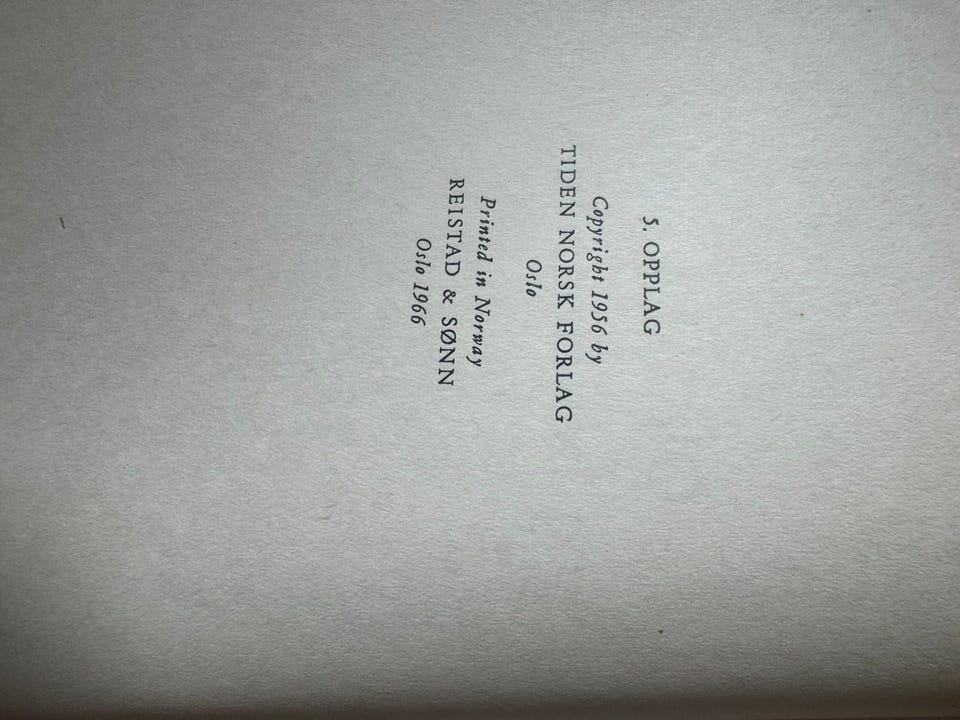 5. OPPLAG
Copyright 1956 by
TIDEN NORSK FORLAG
Oslo
Printed in Norway
REISTAD & SØNN
Oslo 1966